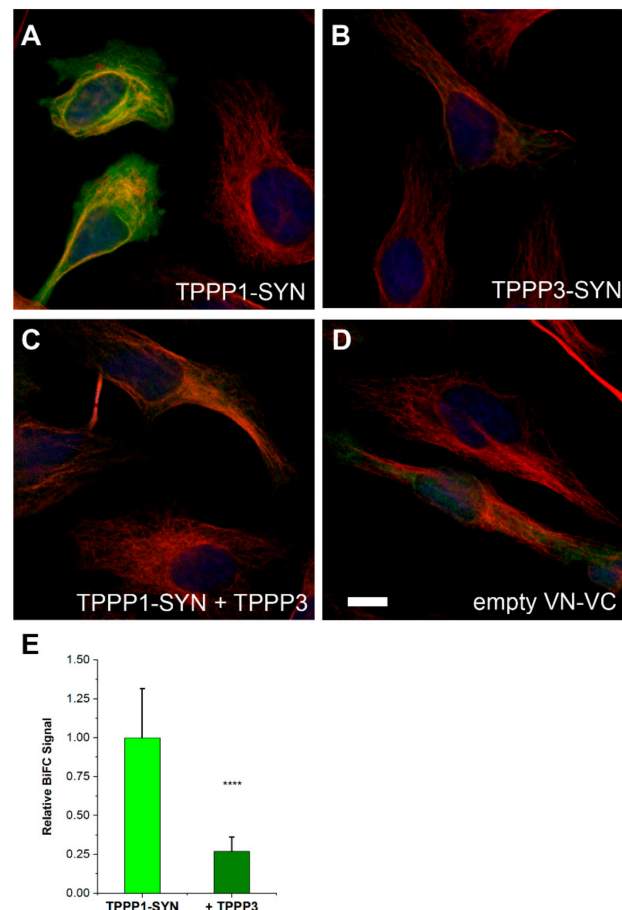 A
TPPP1-SYN
B
TPPP3-SYN
C
TPPP1-SYN + TPPP3
D
empty VN-VC
E
Relative BiFC Signal
1.50
1.25
1.00
0.75
0.50
0.25
0.00
****
TPPP1-SYN
+ TPPP3